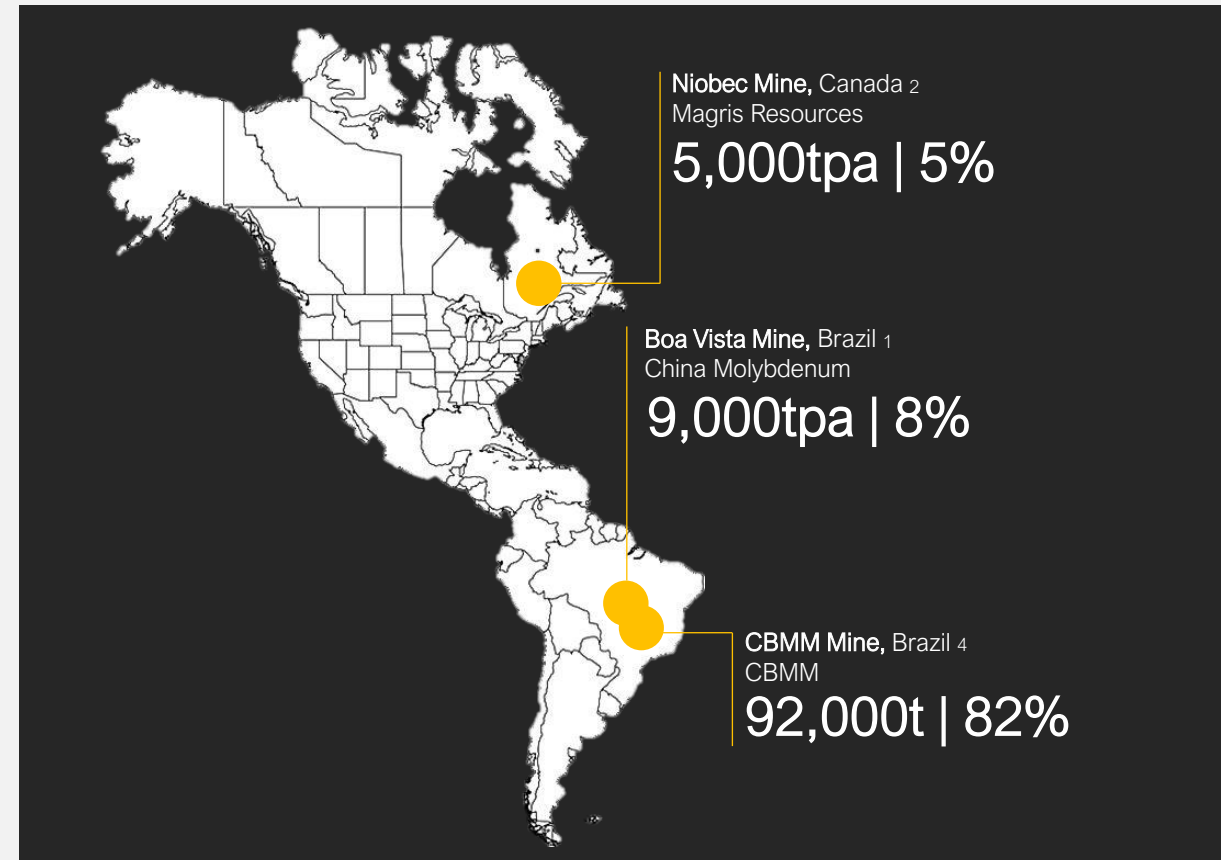 Niobec Mine, Canada 2
Magris Resources
5,000tpa | 5%
Boa Vista Mine, Brazil 1
China Molybdenum
9,000tpa | 8%
CBMM Mine, Brazil 4
CBMM
92,000t | 82%